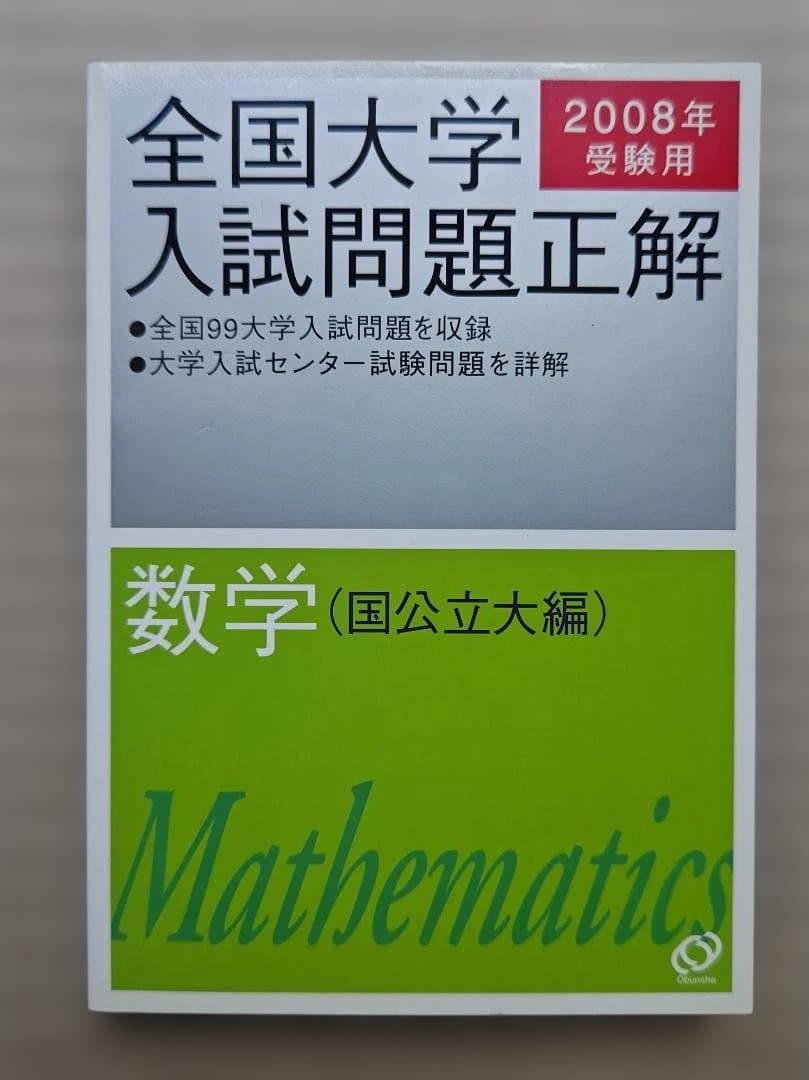 全国大学
2008年
受験用
入試問題正解
●全国99大学入試問題を収録
●大学入試センター試験問題を詳解
数学(国公立大編)
Mathematics
Obunsha